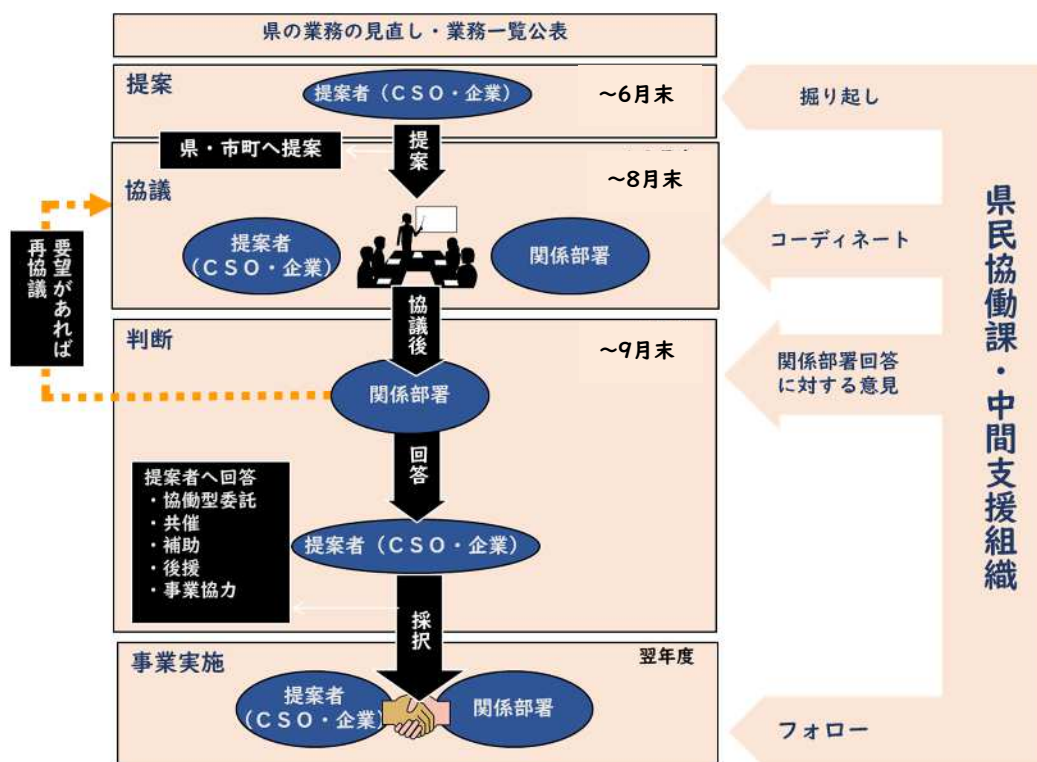 県の業務の見直し・業務一覧公表
提案
提案者(CSO・企業)
~6月末
掘り起し
提案
県・市町へ提案
協議
~8月末
提案者
(CSO・企業)
関係部署
コーディネート
要望があれば
再協議
協議後
判断
~9月末
関係部署
関係部署回答
に対する意見
回答
提案者へ回答
・協働型委託
・共催
・補助
・後援
・事業協力
提案者(CSO・企業)
採択
事業実施
翌年度
提案者
(CSO・企業)
関係部署
フォロー
県民協働課・中間支援組織